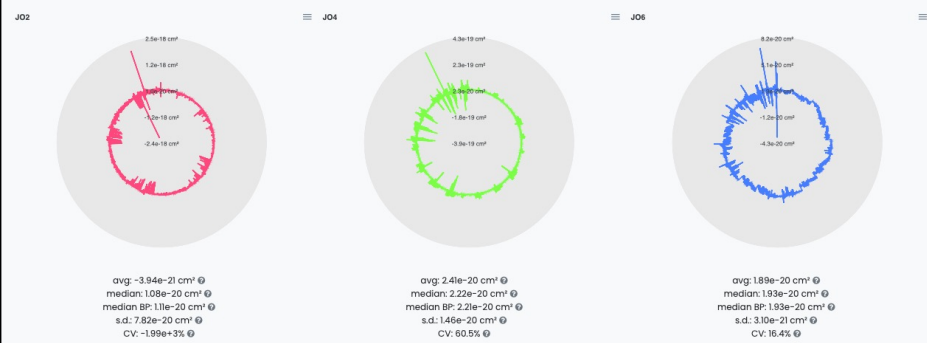 JO2
JO4
JO6
2.5e-18 cm²
1.2e-18 cm²
-1.2e-18 cm²
-2.4e-18 cm²
4.3e-19 cm²
2.3e-19 cm²
-1.8e-19 cm²
-3.9e-19 cm²
8.2e-20 cm²
5.1e-20 cm²
-1.2e-20 cm²
-4.3e-20 cm²
avg: -3.94e-21 cm²
median: 1.08e-20 cm²
median BP: 1.11e-20 cm²
s.d.: 7.82e-20 cm²
CV: -1.99e+3%
avg: 2.41e-20 cm²
median: 2.22e-20 cm²
median BP: 2.21e-20 cm²
s.d.: 1.46e-20 cm²
CV: 60.5%
avg: 1.89e-20 cm²
median: 1.93e-20 cm²
median BP: 1.93e-20 cm²
s.d.: 3.10e-21 cm²
CV: 16.4%